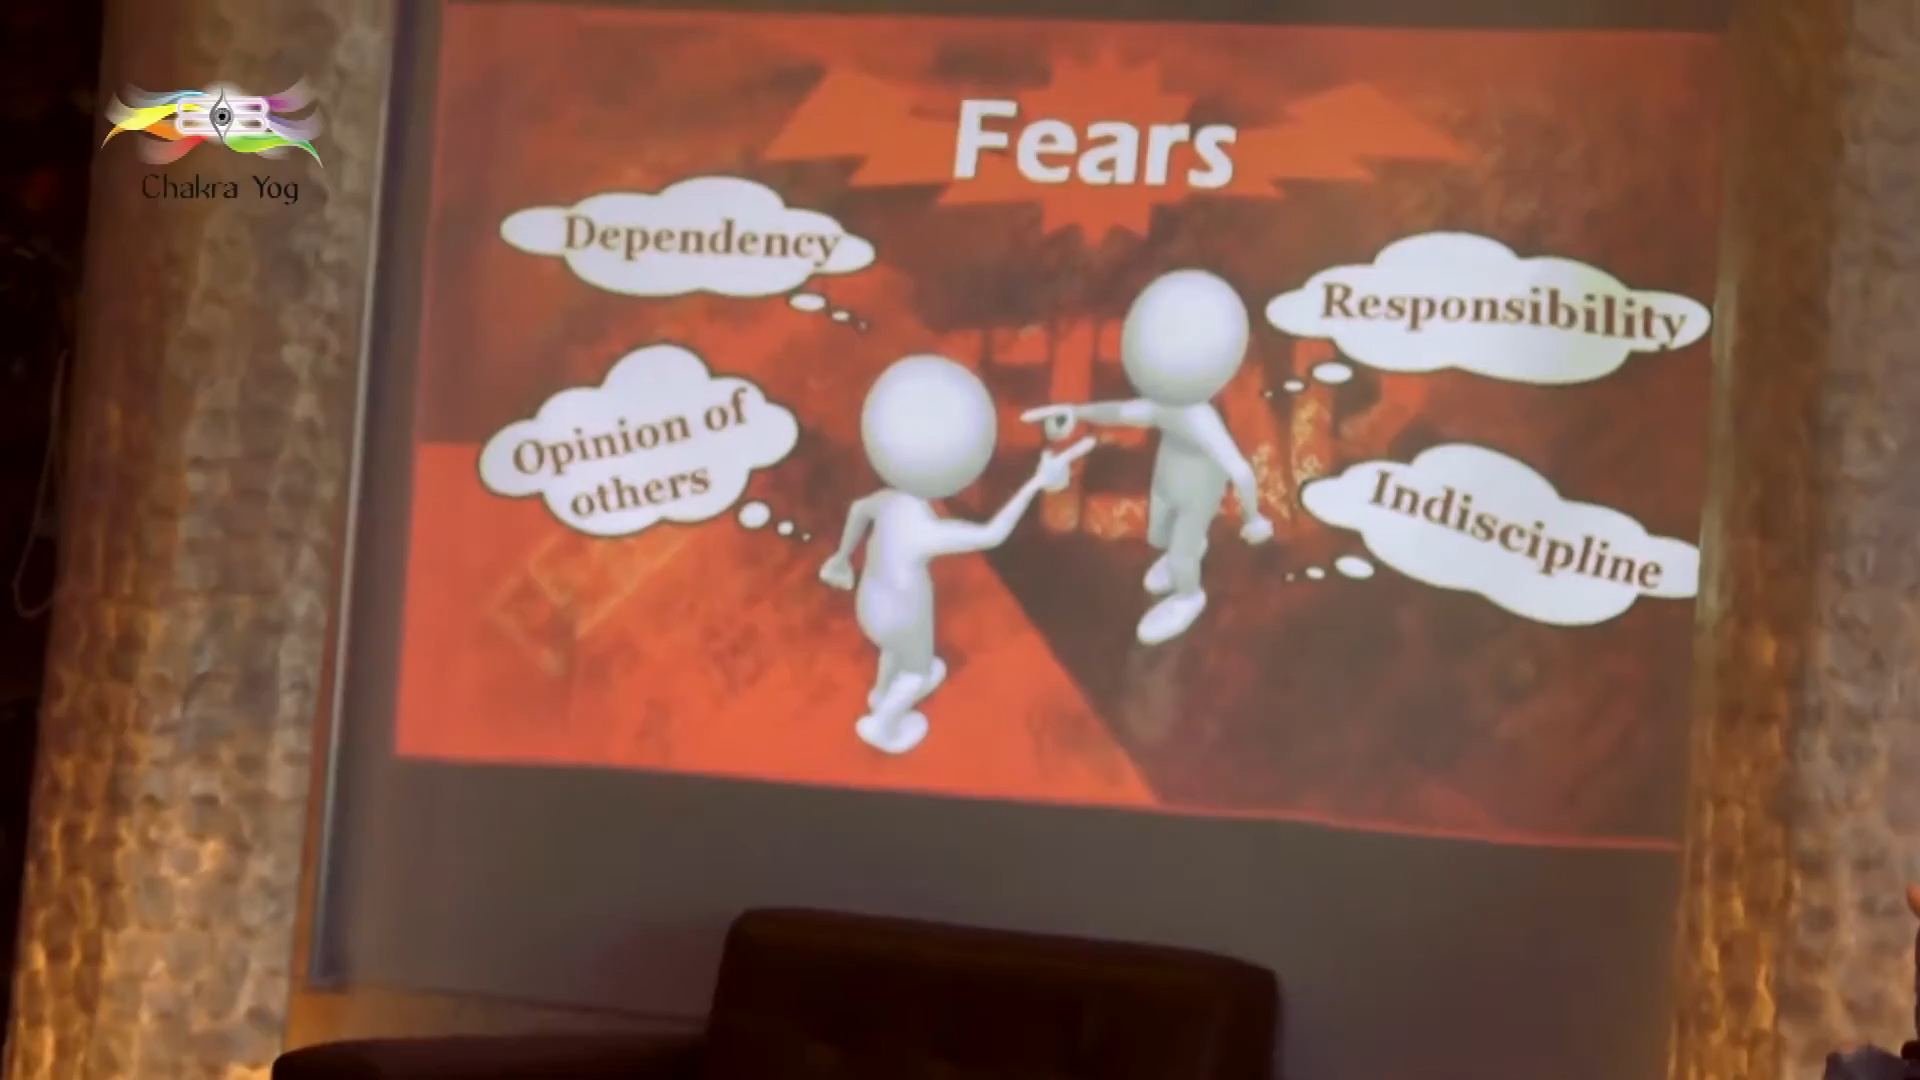 Chakra Yog
Fears
Dependency
Responsibility
Opinion of
others
Indiscipline